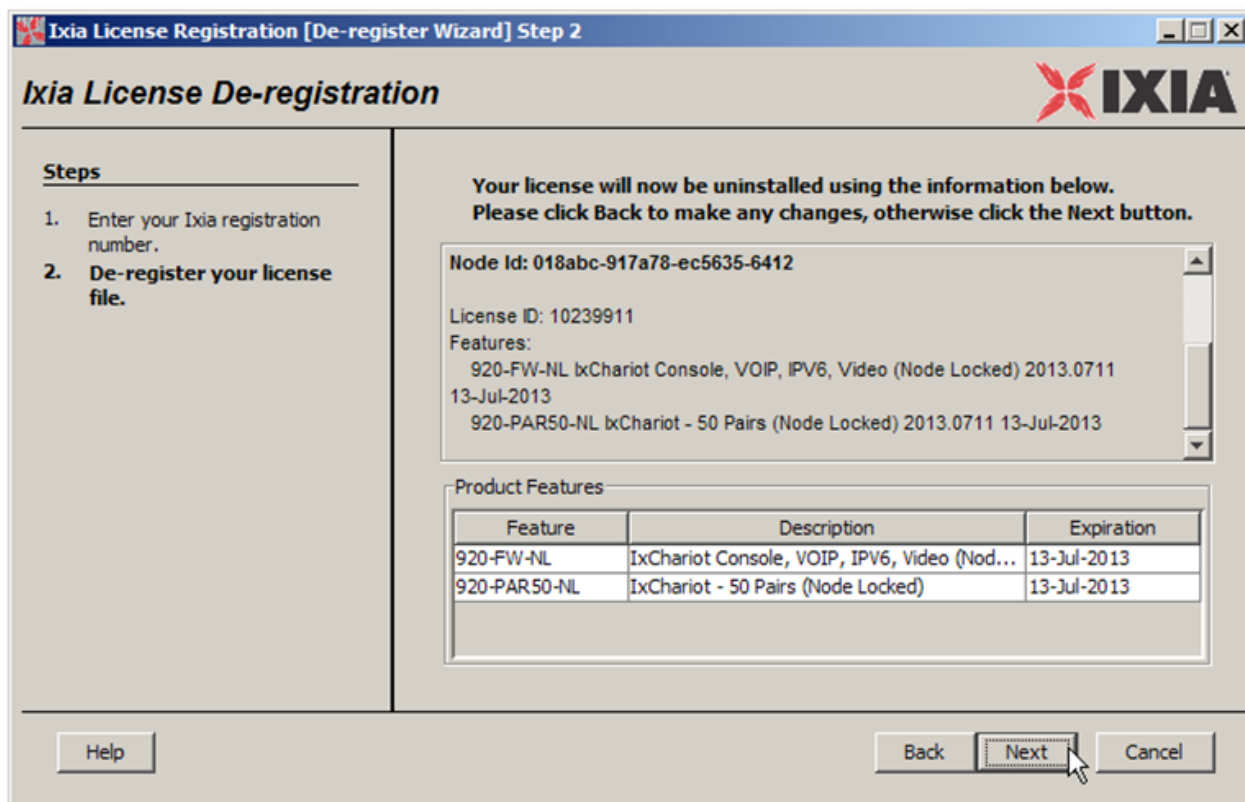 Ixia License Registration [De-register Wizard] Step 2
Ixia License De-registration
IXIA
Steps
1. Enter your Ixia registration
number.
2. De-register your license
file.
Your license will now be uninstalled using the information below.
Please click Back to make any changes, otherwise click the Next button.
Node Id: 018abc-917a78-ec5635-6412
License ID: 10239911
Features:
920-FW-NL IxChariot Console, VOIP, IPV6, Video (Node Locked) 2013.0711
13-Jul-2013
920-PAR50-NL IxChariot - 50 Pairs (Node Locked) 2013.0711 13-Jul-2013
Product Features
Feature Description Expiration
920-FW-NL IxChariot Console, VOIP, IPV6, Video (Nod... 13-Jul-2013
920-PAR50-NL IxChariot - 50 Pairs (Node Locked) 13-Jul-2013
Help Back Next Cancel